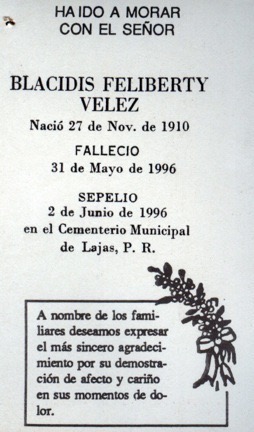 HA IDO A MORAR
CON EL SEÑOR
BLACIDIS FELIBERTY
VELEZ
Nació 27 de Nov. de 1910
FALLECIO
31 de Mayo de 1996
SEPELIO
2 de Junio de 1996
en el Cementerio Municipal
de Lajas, P. R.
A nombre de los fami-
liares deseamos expresar
el más sincero agradeci-
miento por su demostra-
ción de afecto y cariño
en sus momentos de do-
lor.